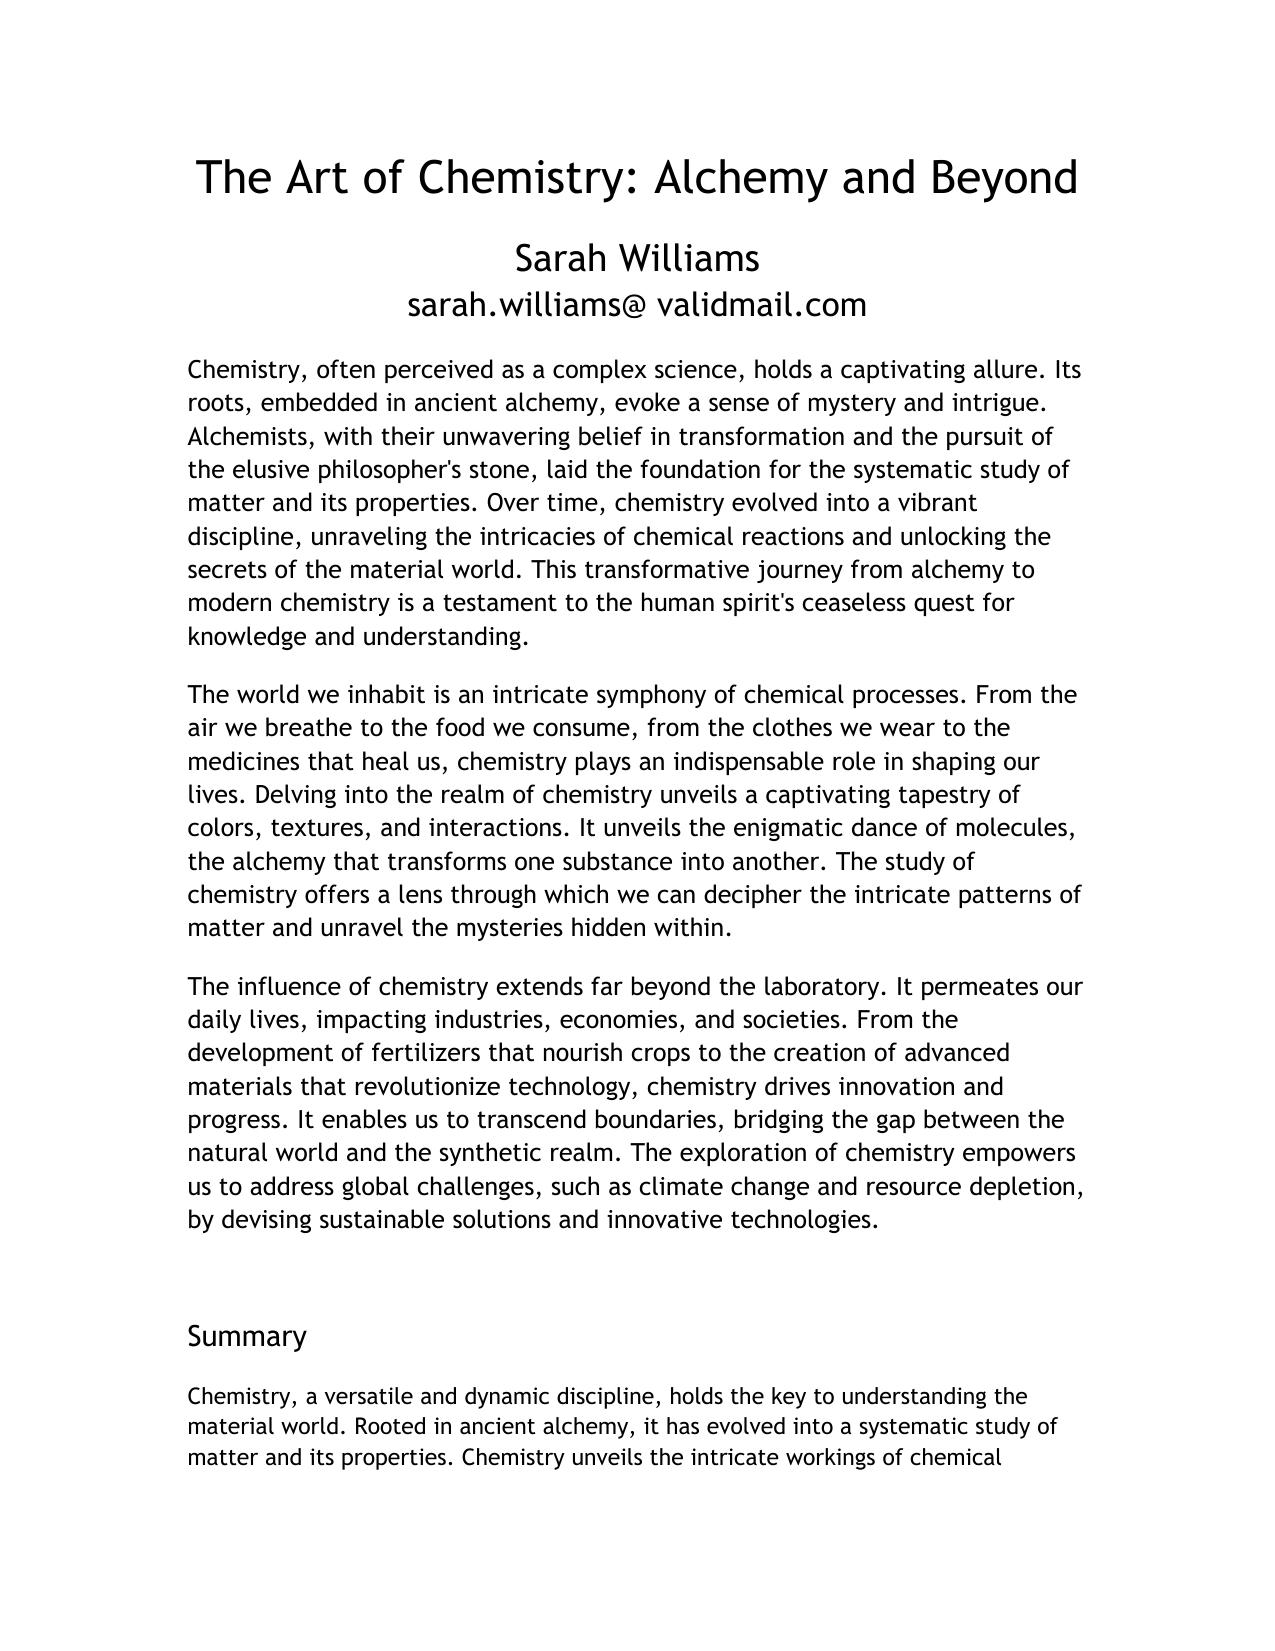 The Art of Chemistry: Alchemy and Beyond
Sarah Williams
sarah.williams@ validmail.com
Chemistry, often perceived as a complex science, holds a captivating allure. Its
roots, embedded in ancient alchemy, evoke a sense of mystery and intrigue.
Alchemists, with their unwavering belief in transformation and the pursuit of
the elusive philosopher's stone, laid the foundation for the systematic study of
matter and its properties. Over time, chemistry evolved into a vibrant
discipline, unraveling the intricacies of chemical reactions and unlocking the
secrets of the material world. This transformative journey from alchemy to
modern chemistry is a testament to the human spirit's ceaseless quest for
knowledge and understanding.
The world we inhabit is an intricate symphony of chemical processes. From the
air we breathe to the food we consume, from the clothes we wear to the
medicines that heal us, chemistry plays an indispensable role in shaping our
lives. Delving into the realm of chemistry unveils a captivating tapestry of
colors, textures, and interactions. It unveils the enigmatic dance of molecules,
the alchemy that transforms one substance into another. The study of
chemistry offers a lens through which we can decipher the intricate patterns of
matter and unravel the mysteries hidden within.
The influence of chemistry extends far beyond the laboratory. It permeates our
daily lives, impacting industries, economies, and societies. From the
development of fertilizers that nourish crops to the creation of advanced
materials that revolutionize technology, chemistry drives innovation and
progress. It enables us to transcend boundaries, bridging the gap between the
natural world and the synthetic realm. The exploration of chemistry empowers
us to address global challenges, such as climate change and resource depletion,
by devising sustainable solutions and innovative technologies.
Summary
Chemistry, a versatile and dynamic discipline, holds the key to understanding the
material world. Rooted in ancient alchemy, it has evolved into a systematic study of
matter and its properties. Chemistry unveils the intricate workings of chemical